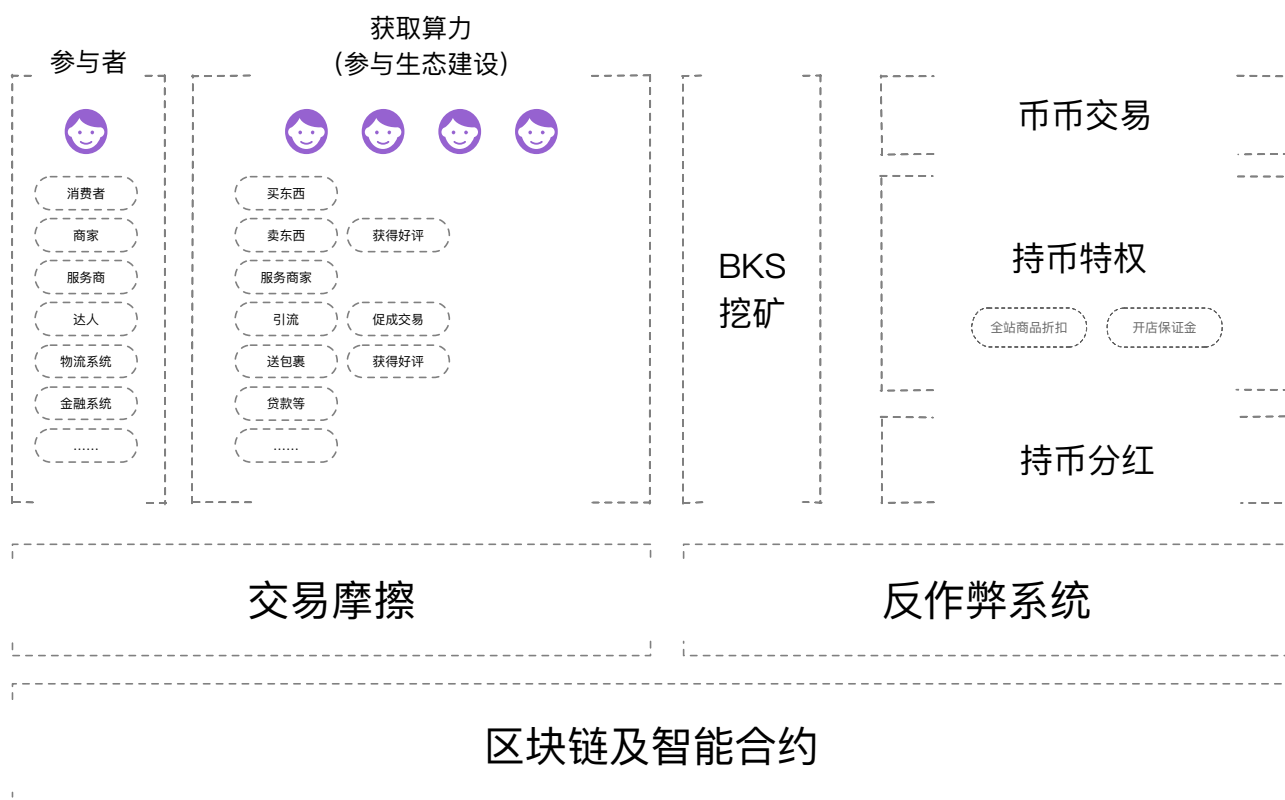 参与者
消费者
商家
服务商
达人
物流系统
金融系统
……
获取算力
(参与生态建设)
买东西
卖东西 获得好评
服务商家
引流 促成交易
送包裹 获得好评
贷款等
……
BKS
挖矿
币币交易
持币特权
全站商品折扣 开店保证金
持币分红
交易摩擦
反作弊系统
区块链及智能合约